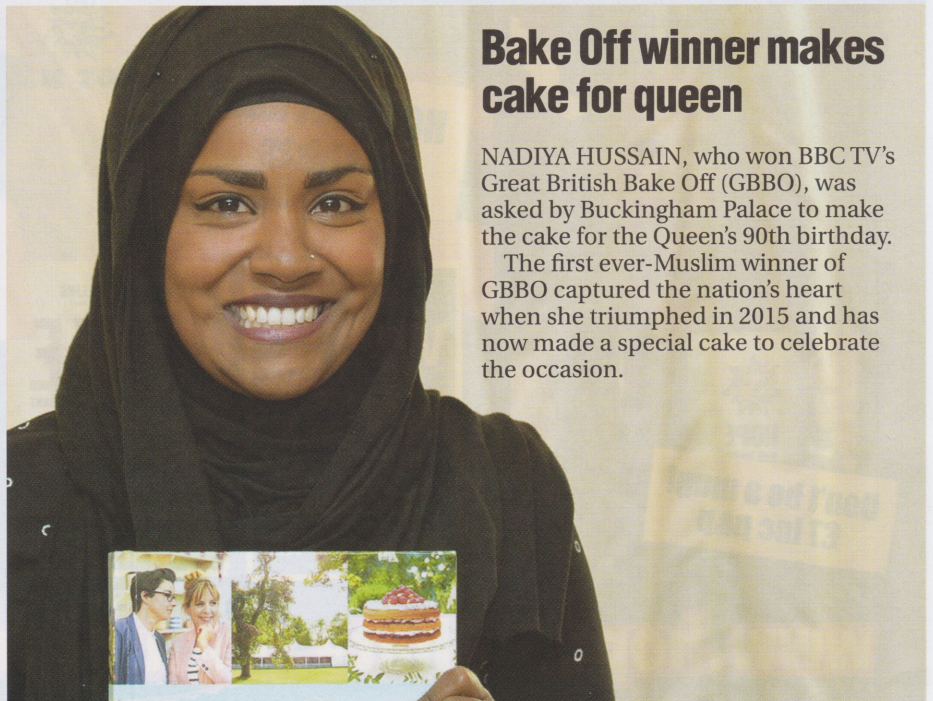 Bake Off winner makes
cake for queen
NADIYA HUSSAIN, who won BBC TV's
Great British Bake Off (GBBO), was
asked by Buckingham Palace to make
the cake for the Queen's 90th birthday.
The first ever-Muslim winner of
GBBO captured the nation's heart
when she triumphed in 2015 and has
now made a special cake to celebrate
the occasion.